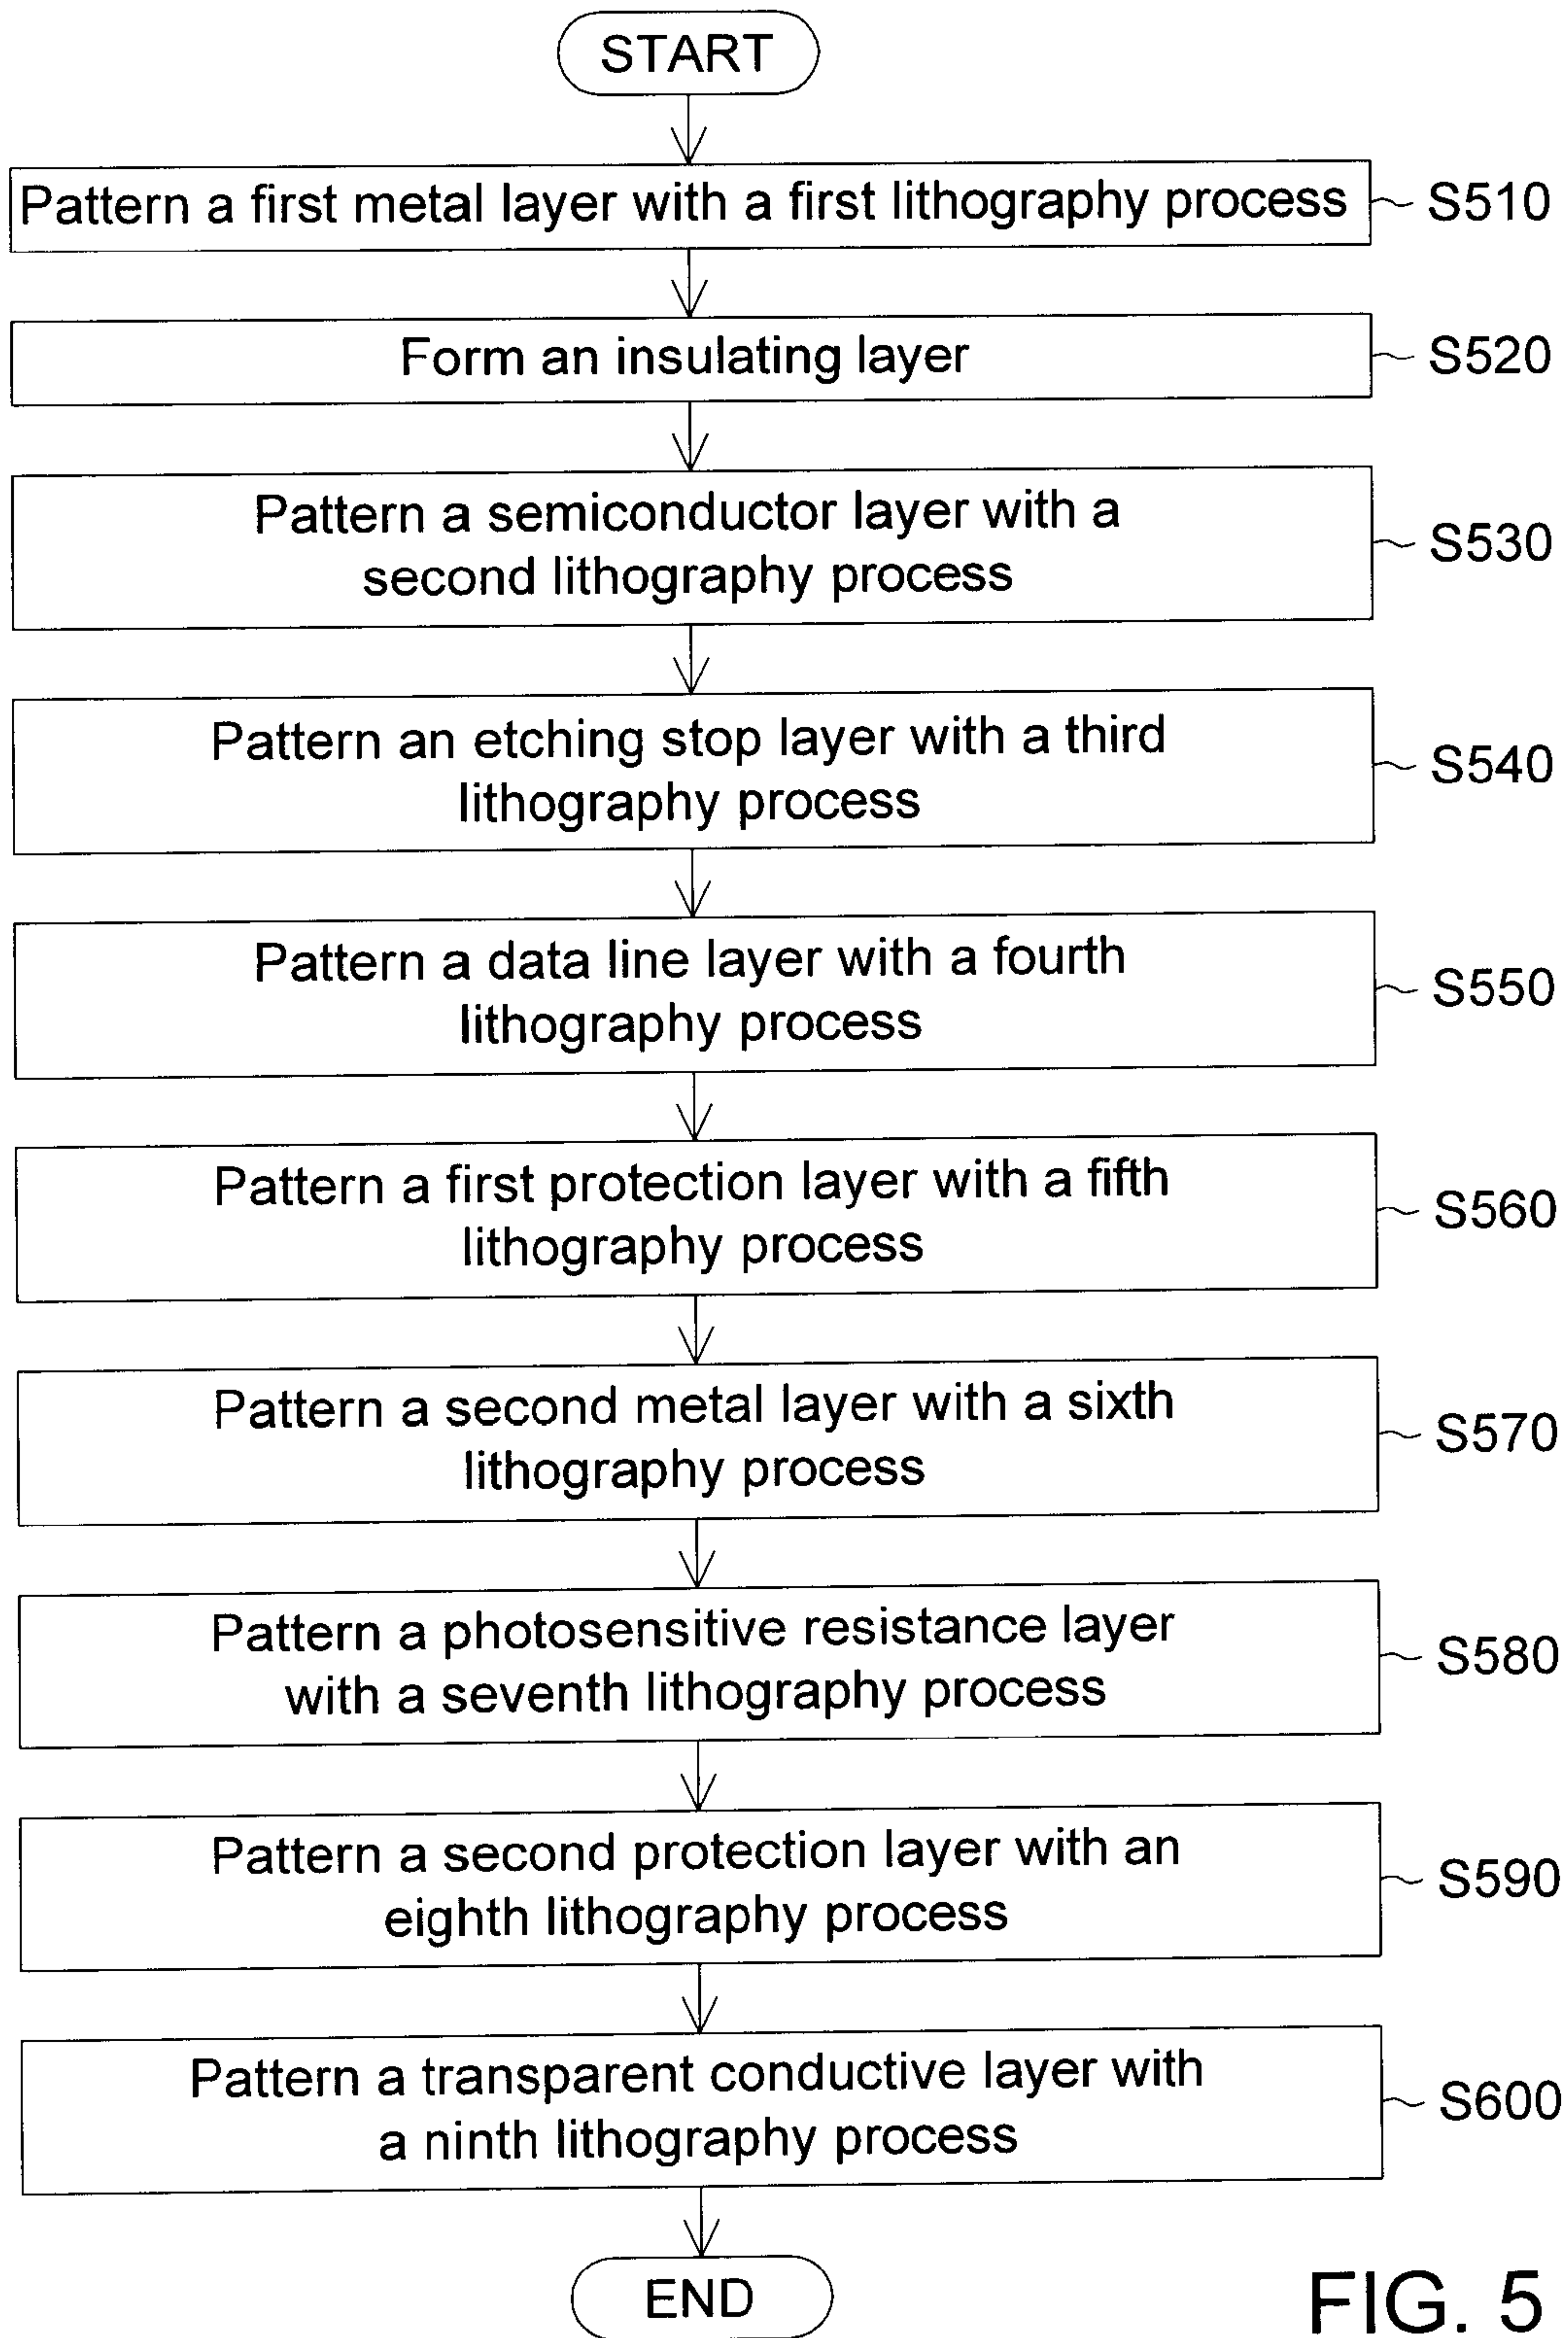 START
Pattern a first metal layer with a first lithography process
S510
Form an insulating layer
S520
Pattern a semiconductor layer with a
second lithography process
S530
Pattern an etching stop layer with a third
lithography process
S540
Pattern a data line layer with a fourth
lithography process
S550
Pattern a first protection layer with a fifth
lithography process
S560
Pattern a second metal layer with a sixth
lithography process
S570
Pattern a photosensitive resistance layer
with a seventh lithography process
S580
Pattern a second protection layer with an
eighth lithography process
S590
Pattern a transparent conductive layer with
a ninth lithography process
S600
END
FIG. 5